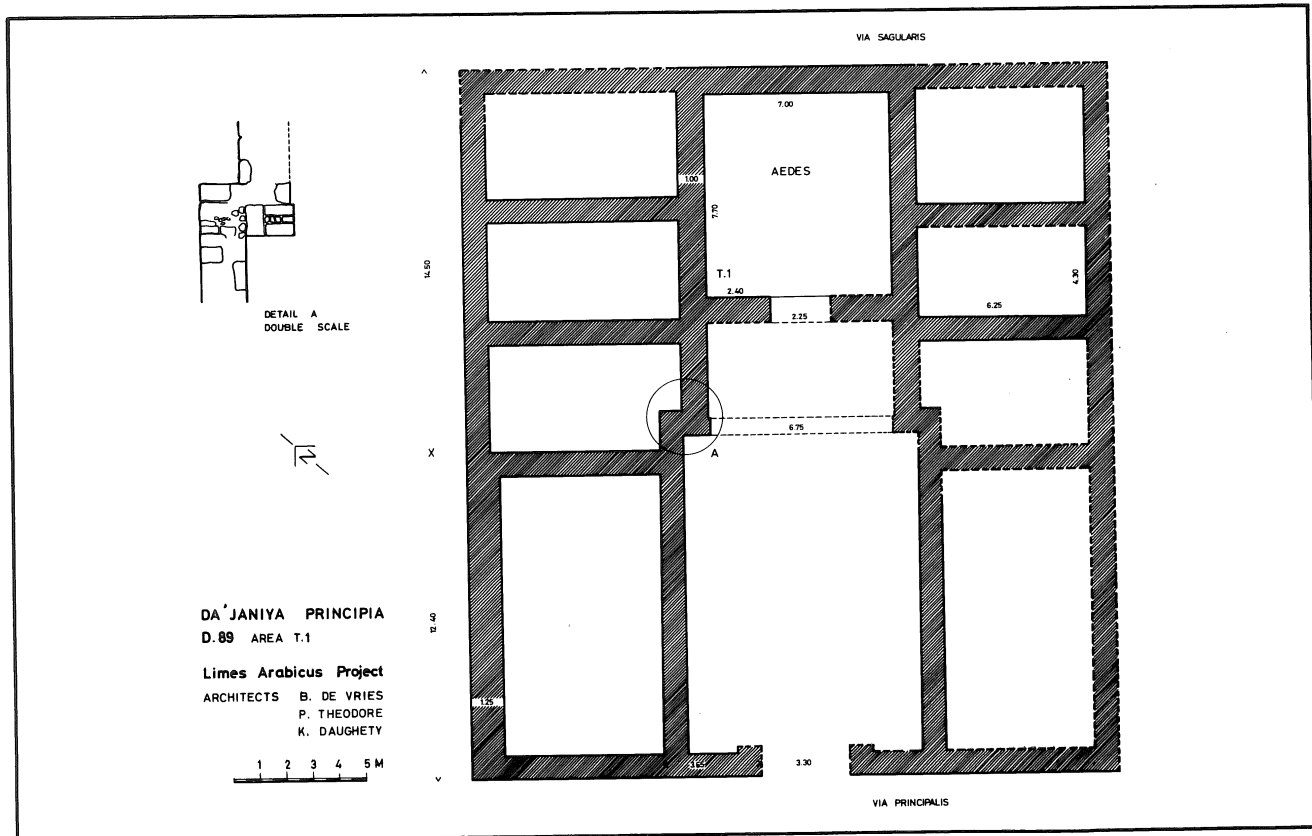 VIA SAGULARIS
7.00
AEDES
1.00
7.70
T.1
2.40
2.25
4.30
6.25
14.50
DETAIL A
DOUBLE SCALE
6.75
X
A
12.40
DA'JANIYA PRINCIPIA
D.89 AREA T.1
Limes Arabicus Project
ARCHITECTS B. DE VRIES
P. THEODORE
K. DAUGHETY
1.25
1 2 3 4 5 M
3.30
VIA PRINCIPALIS